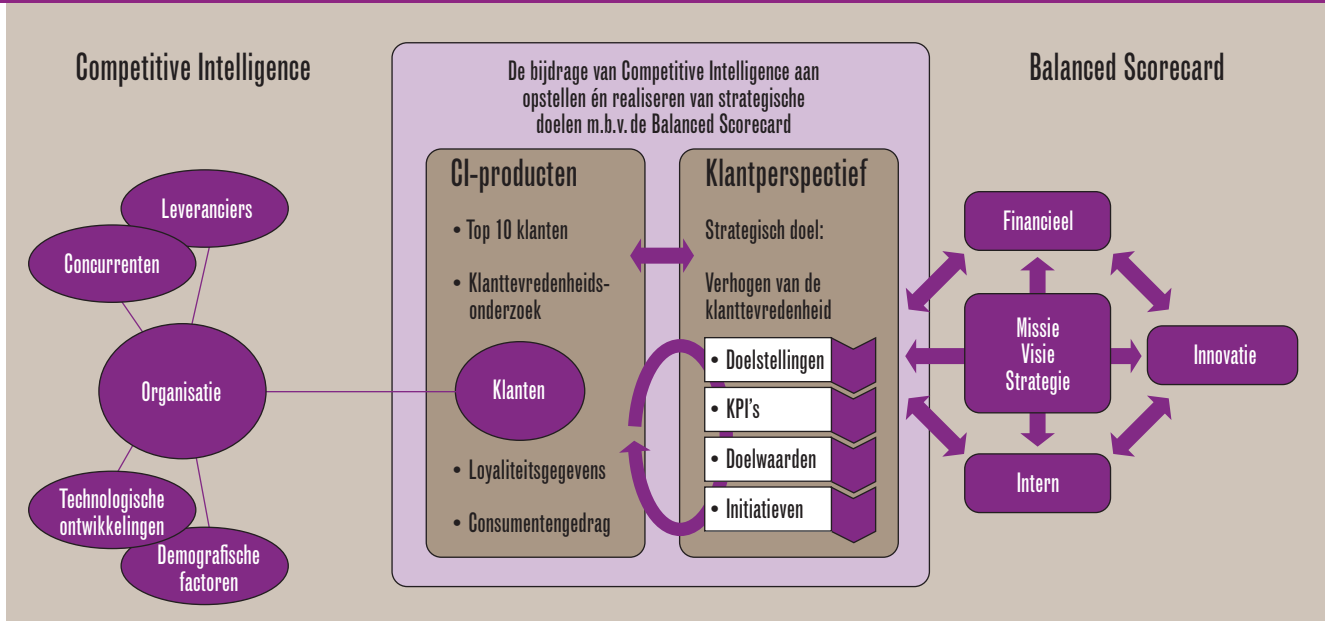 Competitive Intelligence
De bijdrage van Competitive Intelligence aan
opstellen én realiseren van strategische
doelen m.b.v. de Balanced Scorecard
Balanced Scorecard
Leveranciers
Concurrenten
Organisatie
Technologische
ontwikkelingen
Demografische
factoren
CI-producten
• Top 10 klanten
• Klanttevredenheids-
onderzoek
Klanten
• Loyaliteitsgegevens
• Consumentengedrag
Klantperspectief
Strategisch doel:
Verhogen van de
klanttevredenheid
• Doelstellingen
• KPI's
• Doelwaarden
• Initiatieven
Financieel
Missie
Visie
Strategie
Innovatie
Intern